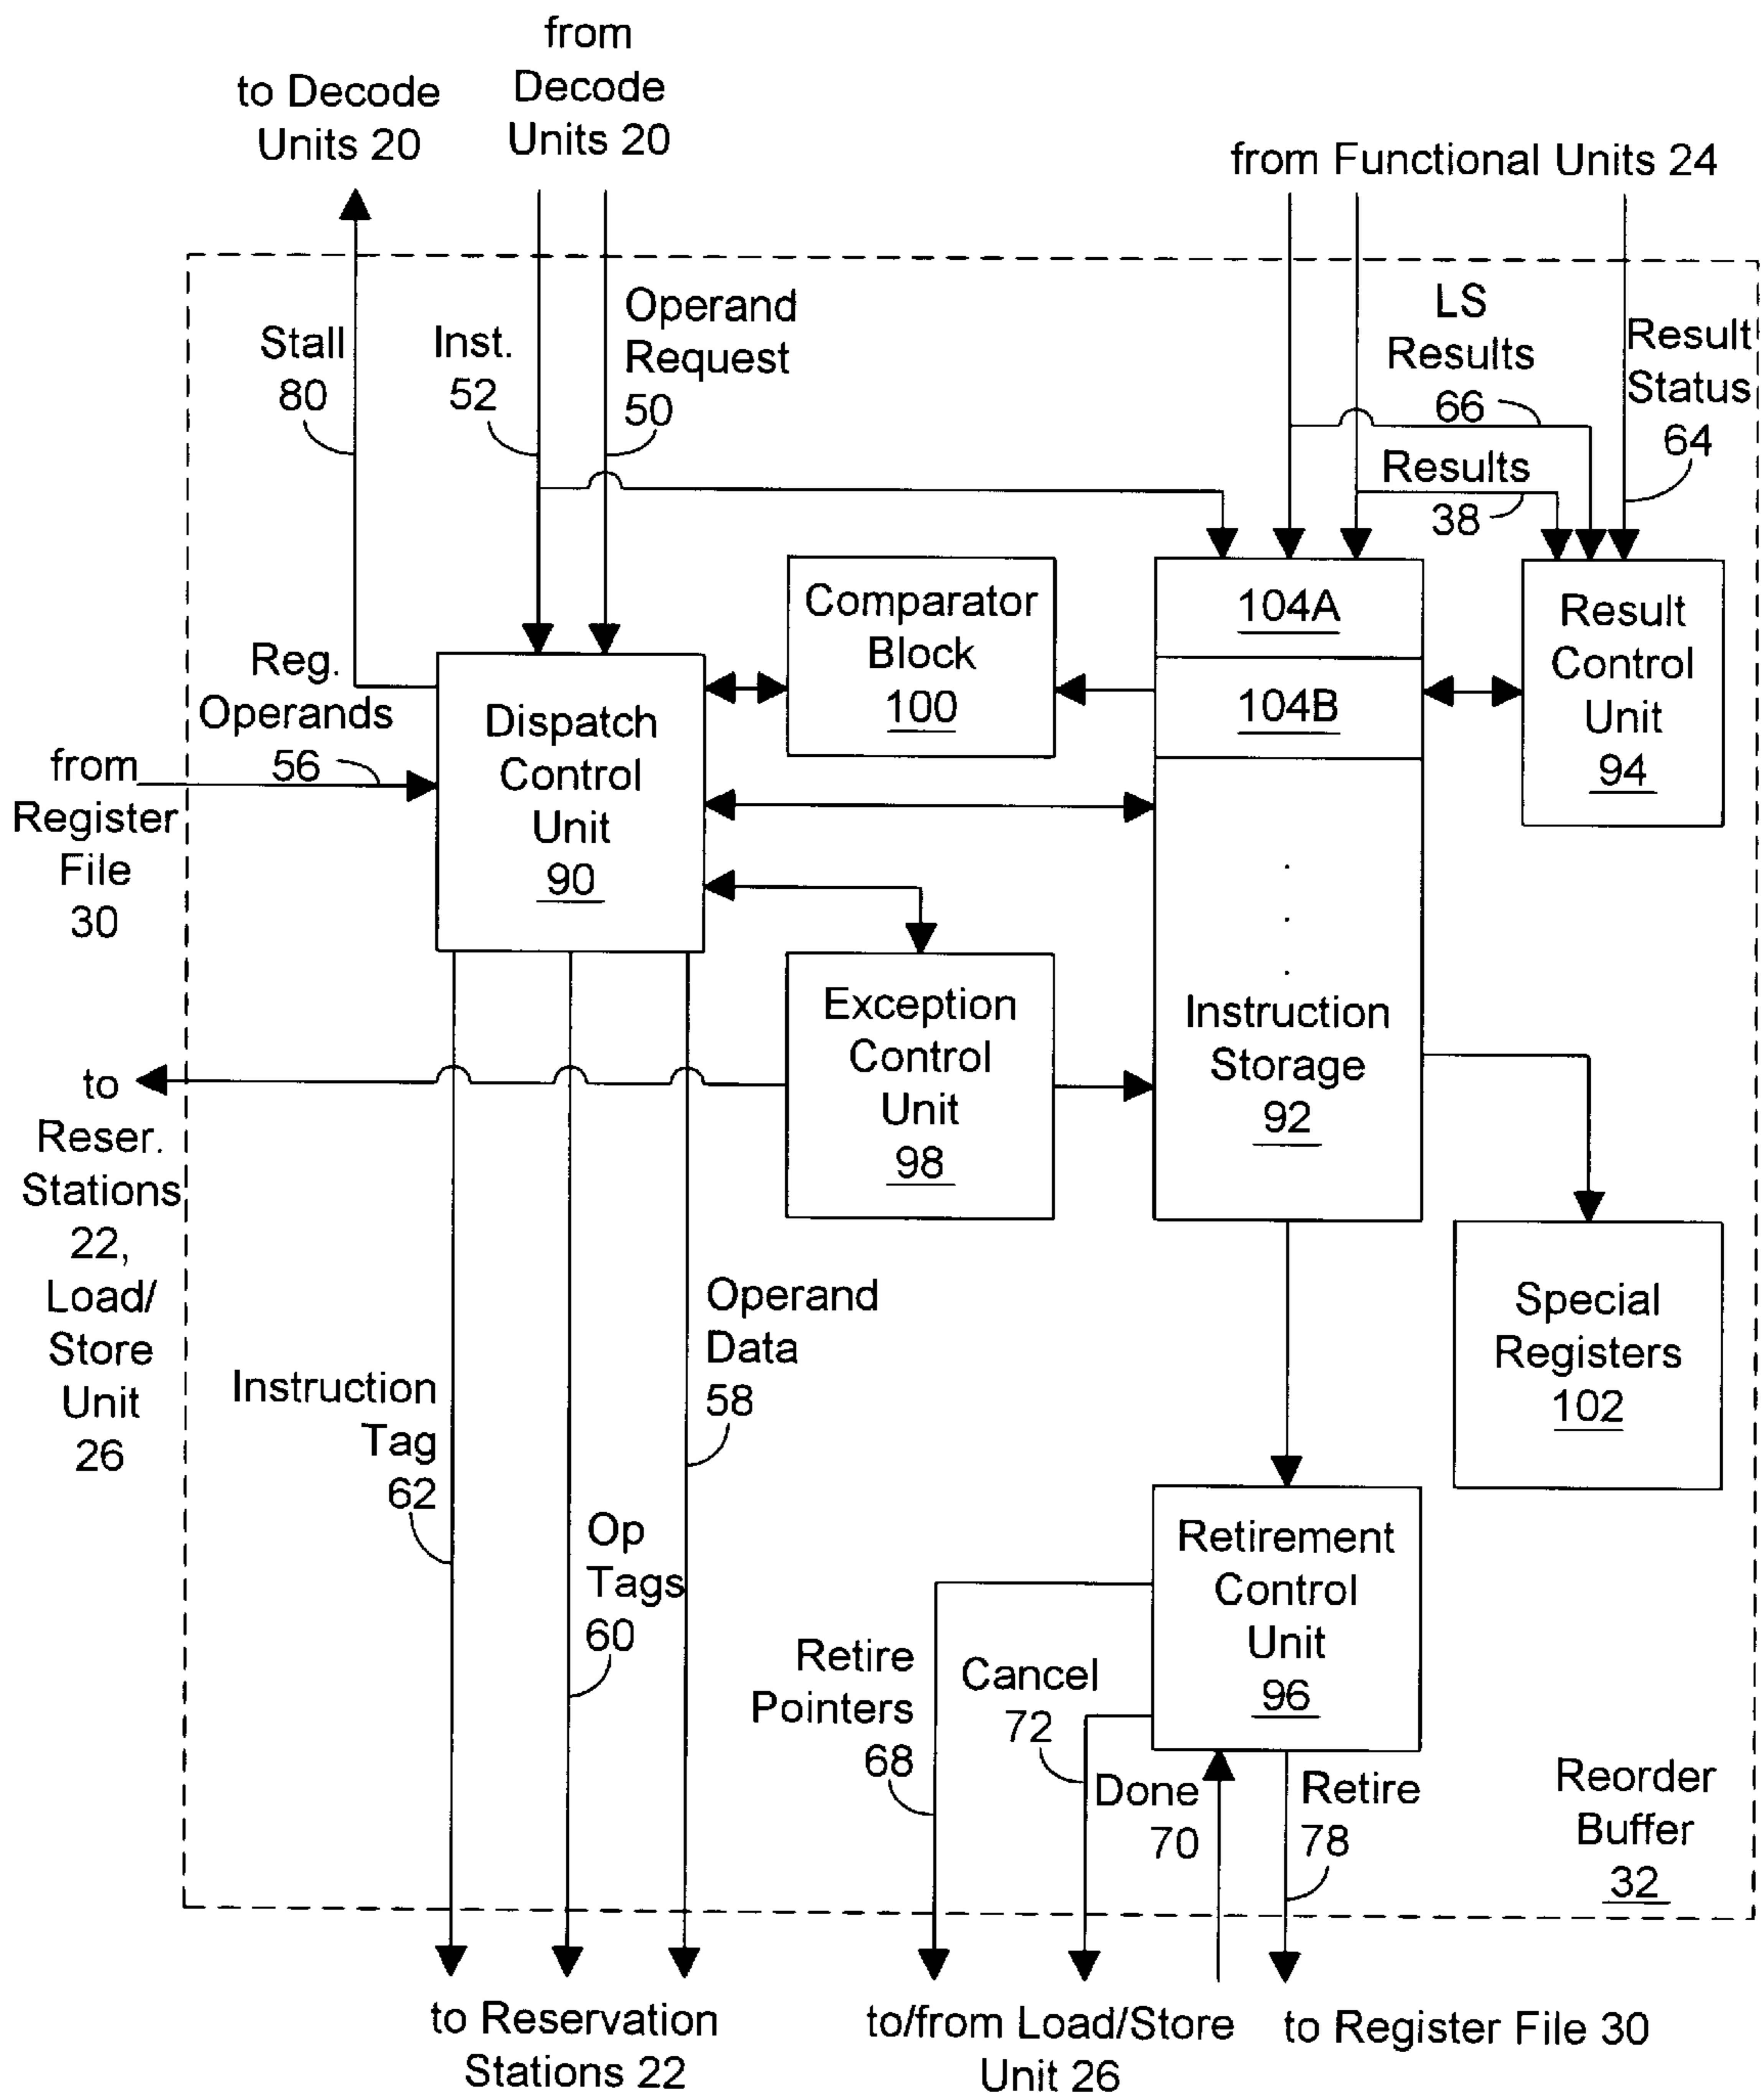 to Decode
Units 20
from
Decode
Units 20
from Functional Units 24
Stall
80
Inst.
52
Operand
Request
50
LS
Results
66
Results
38
Result
Status
64
Reg.
Operands
56
from
Register
File
30
Dispatch
Control
Unit
90
Comparator
Block
100
104A
104B
.
.
.
Instruction
Storage
92
Result
Control
Unit
94
Exception
Control
Unit
98
to
Reser.
Stations
22,
Load/
Store
Unit
26
Special
Registers
102
Instruction
Tag
62
Op
Tags
60
Operand
Data
58
Retirement
Control
Unit
96
Retire
Pointers
68
Cancel
72
Done
70
Retire
78
Reorder
Buffer
32
to Reservation
Stations 22
to/from Load/Store
Unit 26
to Register File 30